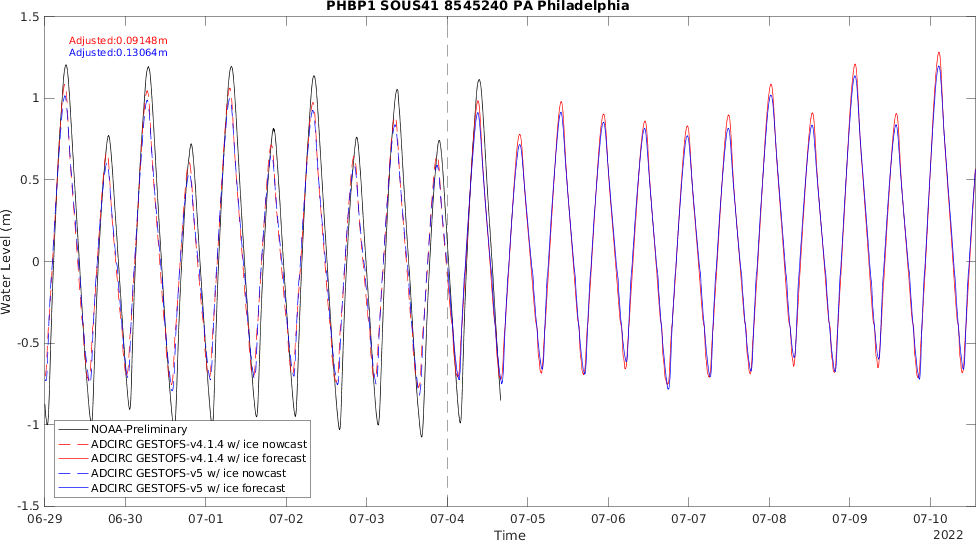 PHBP1 SOUS41 8545240 PA Philadelphia
1.5
1
0.5
0
-0.5
-1
-1.5
Water Level (m)
Adjusted:0.09148m
Adjusted:0.13064m
NOAA-Preliminary
ADCIRC GESTOFS-v4.1.4 w/ ice nowcast
ADCIRC GESTOFS-v4.1.4 w/ ice forecast
ADCIRC GESTOFS-v5 w/ ice nowcast
ADCIRC GESTOFS-v5 w/ ice forecast
06-29 06-30 07-01 07-02 07-03 07-04 07-05 07-06 07-07 07-08 07-09 07-10
Time
2022